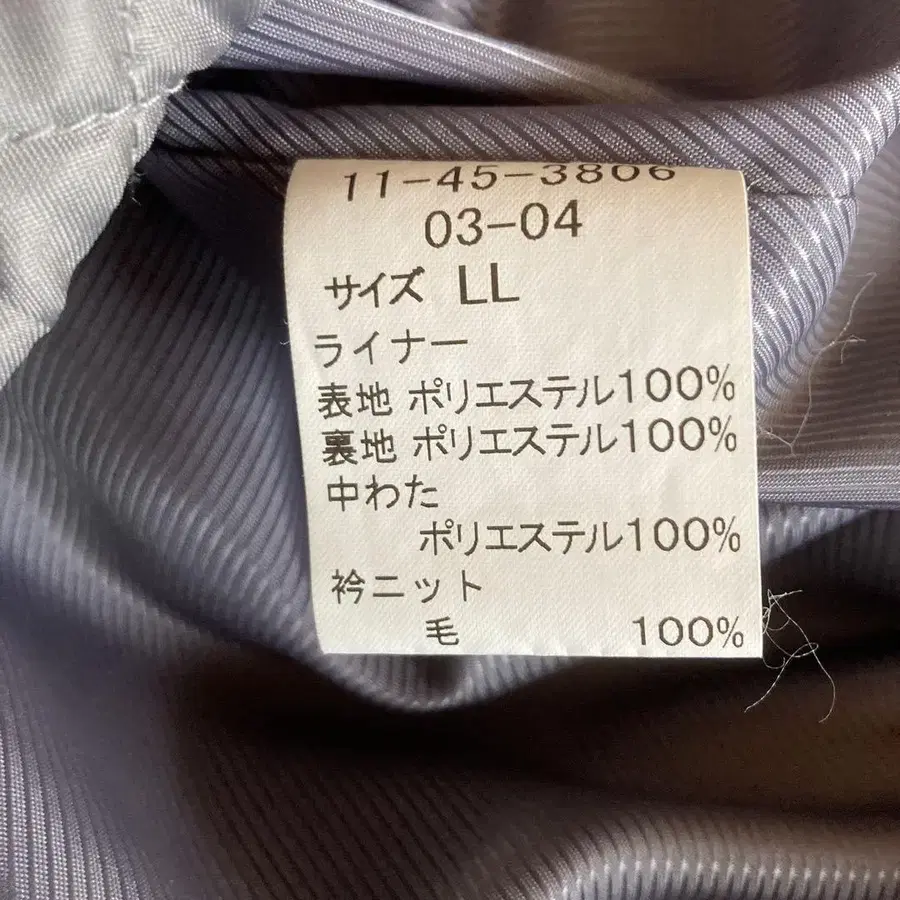 11-45-3806
03-04
サイズ LL
ライナー
表地 ポリエステル100%
裏地 ポリエステル100%
中わた
ポリエステル100%
衿ニット
毛 100%